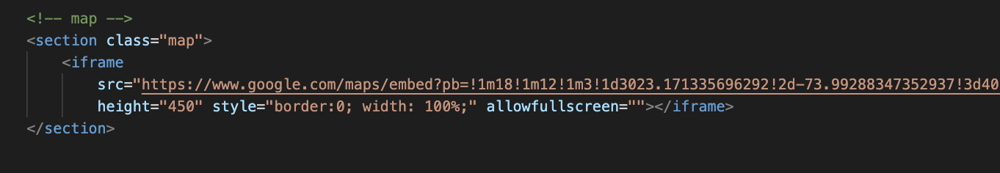 <!-- map -->
<section class="map">
<iframe
src="https://www.google.com/maps/embed?pb=!1m18!1m12!1m3!1d3023.171335696292!2d-73.99288347352937!3d40
height="450" style="border:0; width: 100%;" allowfullscreen=""></iframe>
</section>